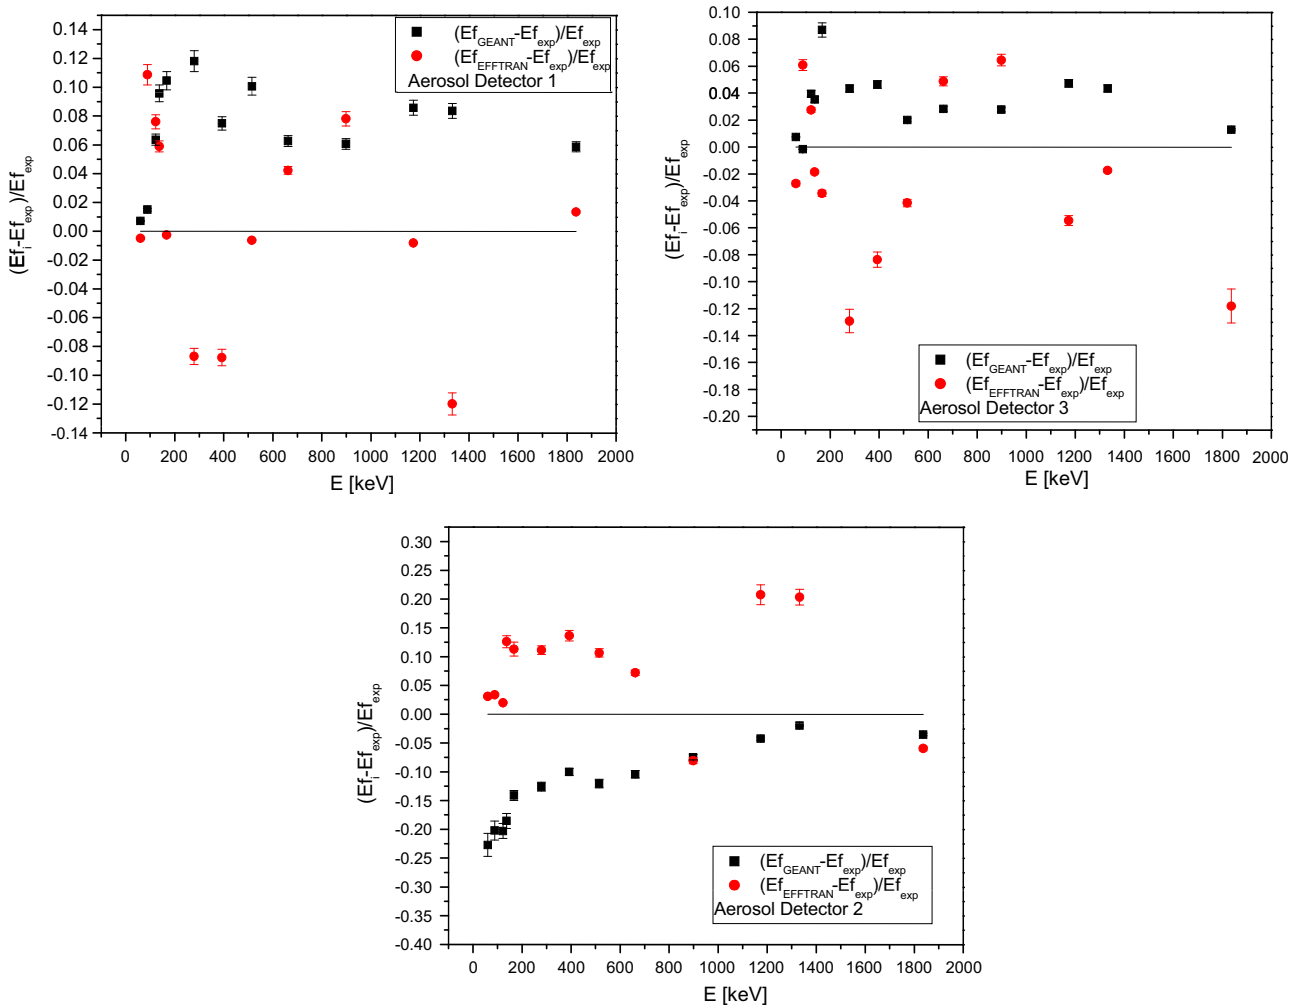 0.14
0.12
0.10
0.08
0.06
0.04
0.02
0.00
-0.02
-0.04
-0.06
-0.08
-0.10
-0.12
-0.14
(Ef_i-Ef_exp)/Ef_exp
(Ef_GEANT-Ef_exp)/Ef_exp
(Ef_EFFTRAN-Ef_exp)/Ef_exp
Aerosol Detector 1
0 200 400 600 800 1000 1200 1400 1600 1800 2000
E [keV]
0.10
0.08
0.06
0.04
0.02
0.00
-0.02
-0.04
-0.06
-0.08
-0.10
-0.12
-0.14
-0.16
-0.18
-0.20
(Ef_i-Ef_exp)/Ef_exp
(Ef_GEANT-Ef_exp)/Ef_exp
(Ef_EFFTRAN-Ef_exp)/Ef_exp
Aerosol Detector 3
0 200 400 600 800 1000 1200 1400 1600 1800 2000
E [keV]
0.30
0.25
0.20
0.15
0.10
0.05
0.00
-0.05
-0.10
-0.15
-0.20
-0.25
-0.30
-0.35
-0.40
(Ef_i-Ef_exp)/Ef_exp
(Ef_GEANT-Ef_exp)/Ef_exp
(Ef_EFFTRAN-Ef_exp)/Ef_exp
Aerosol Detector 2
0 200 400 600 800 1000 1200 1400 1600 1800 2000
E [keV]